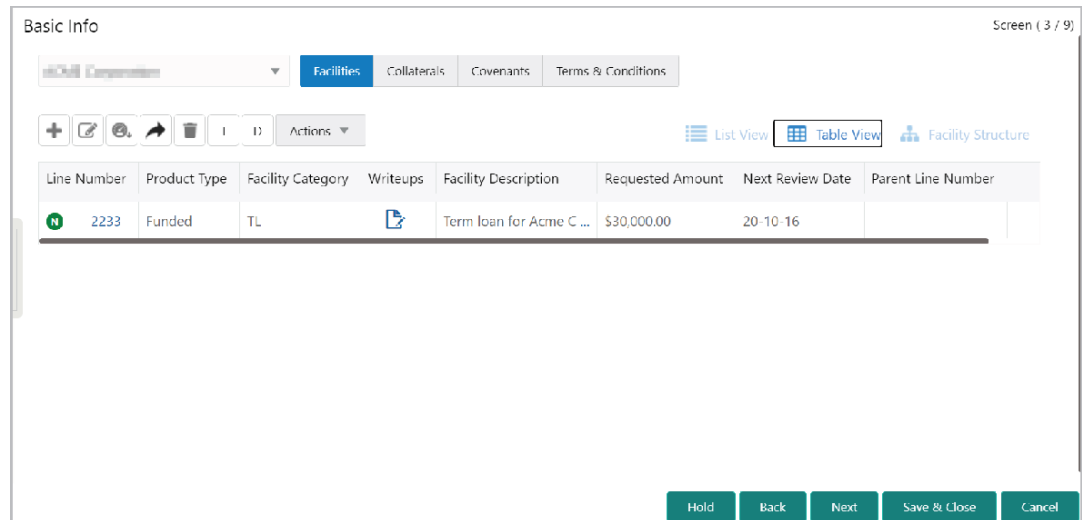 Basic Info Screen ( 3 / 9)
Facilities Collaterals Covenants Terms & Conditions
I D Actions List View Table View Facility Structure
Line Number Product Type Facility Category Writeups Facility Description Requested Amount Next Review Date Parent Line Number
N 2233 Funded TL Term loan for Acme C ... $30,000.00 20-10-16
Hold Back Next Save & Close Cancel